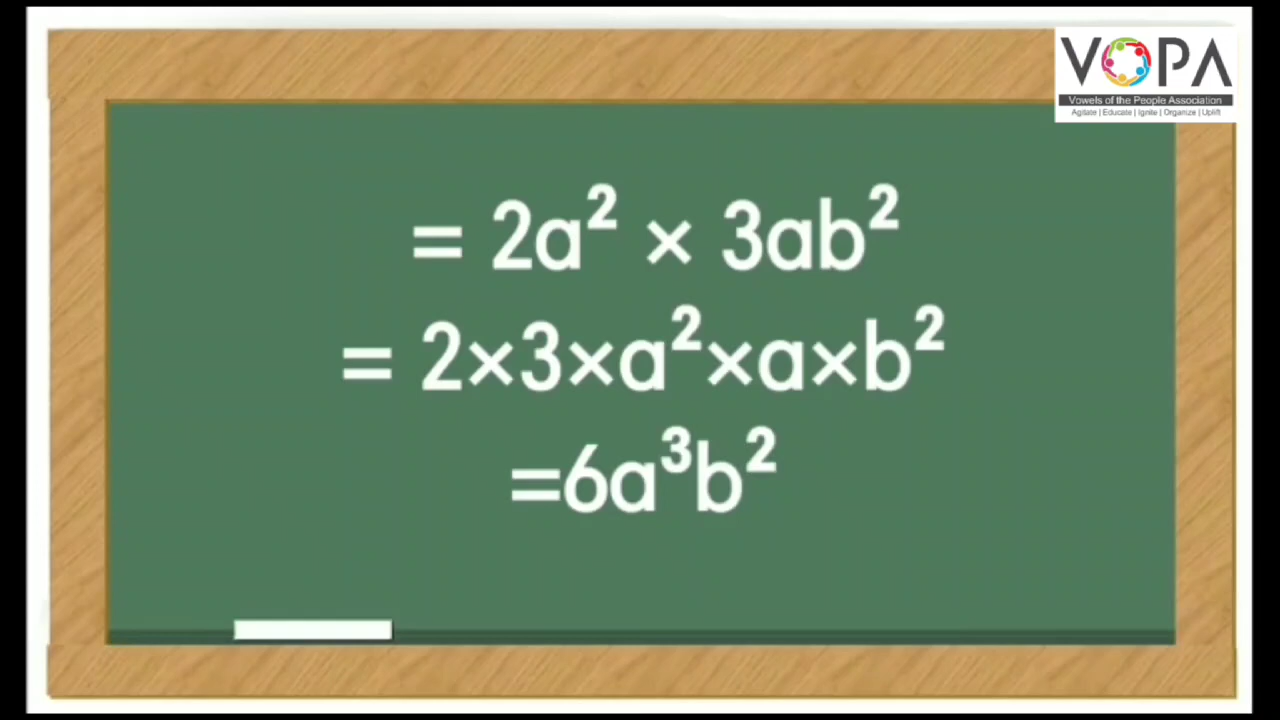 VOPA
Vowels of the People Association
Agitate | Educate | Ignite | Organize | Uplift
= 2a² × 3ab²
= 2×3×a²×a×b²
=6a³b²